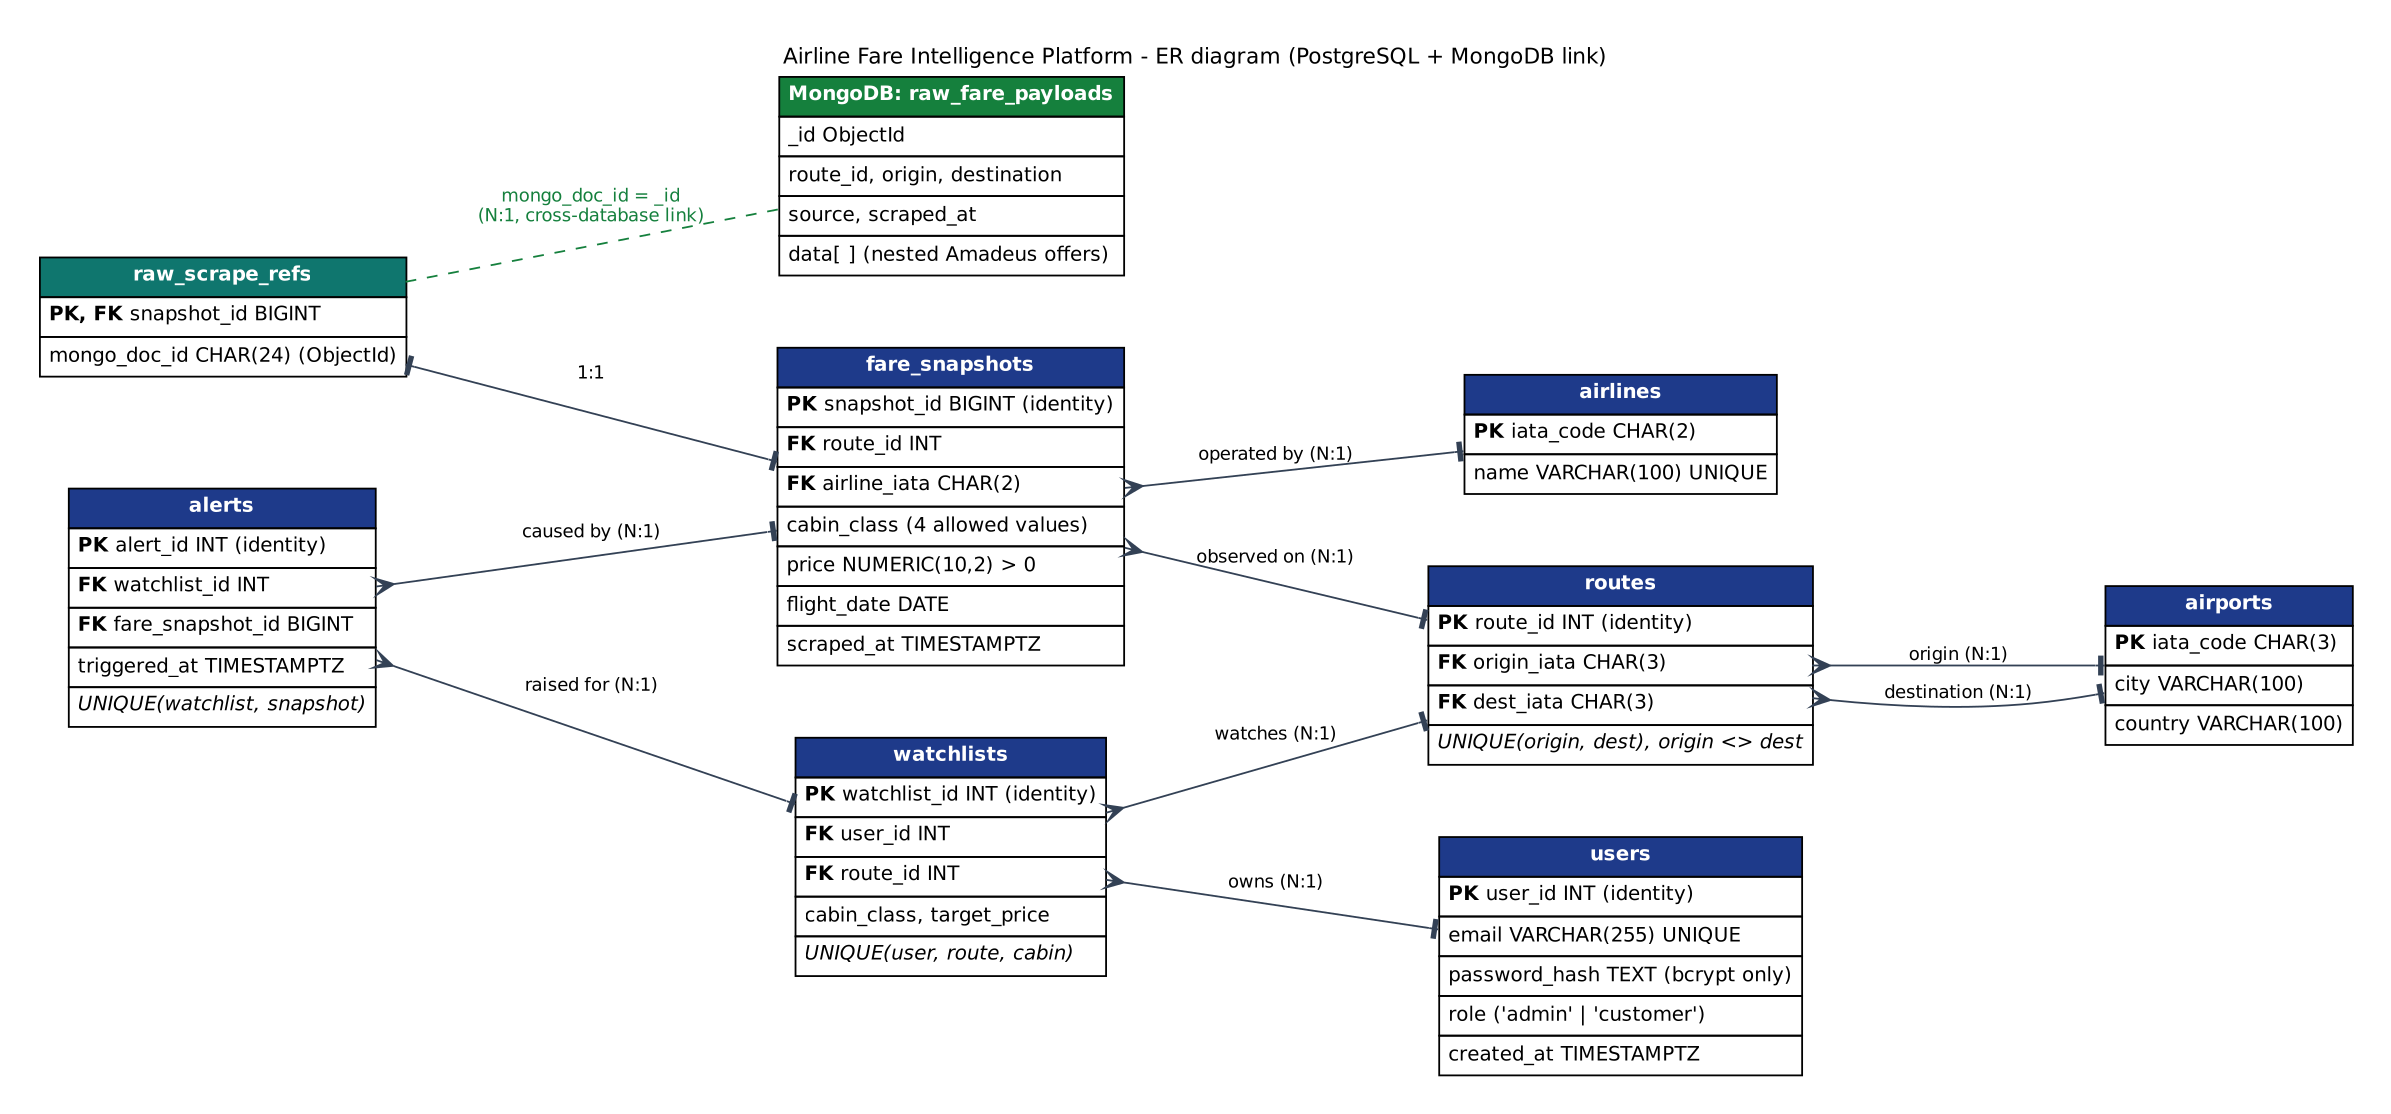 Airline Fare Intelligence Platform - ER diagram (PostgreSQL + MongoDB link)
MongoDB: raw_fare_payloads
_id ObjectId
route_id, origin, destination
source, scraped_at
data[ ] (nested Amadeus offers)
mongo_doc_id = _id
(N:1, cross-database link)
raw_scrape_refs
PK, FK snapshot_id BIGINT
mongo_doc_id CHAR(24) (ObjectId)
1:1
fare_snapshots
PK snapshot_id BIGINT (identity)
FK route_id INT
FK airline_iata CHAR(2)
cabin_class (4 allowed values)
price NUMERIC(10,2) > 0
flight_date DATE
scraped_at TIMESTAMPTZ
operated by (N:1)
airlines
PK iata_code CHAR(2)
name VARCHAR(100) UNIQUE
alerts
PK alert_id INT (identity)
FK watchlist_id INT
FK fare_snapshot_id BIGINT
triggered_at TIMESTAMPTZ
UNIQUE(watchlist, snapshot)
caused by (N:1)
raised for (N:1)
observed on (N:1)
routes
PK route_id INT (identity)
FK origin_iata CHAR(3)
FK dest_iata CHAR(3)
UNIQUE(origin, dest), origin <> dest
origin (N:1)
destination (N:1)
airports
PK iata_code CHAR(3)
city VARCHAR(100)
country VARCHAR(100)
watchlists
PK watchlist_id INT (identity)
FK user_id INT
FK route_id INT
cabin_class, target_price
UNIQUE(user, route, cabin)
watches (N:1)
owns (N:1)
users
PK user_id INT (identity)
email VARCHAR(255) UNIQUE
password_hash TEXT (bcrypt only)
role ('admin' | 'customer')
created_at TIMESTAMPTZ